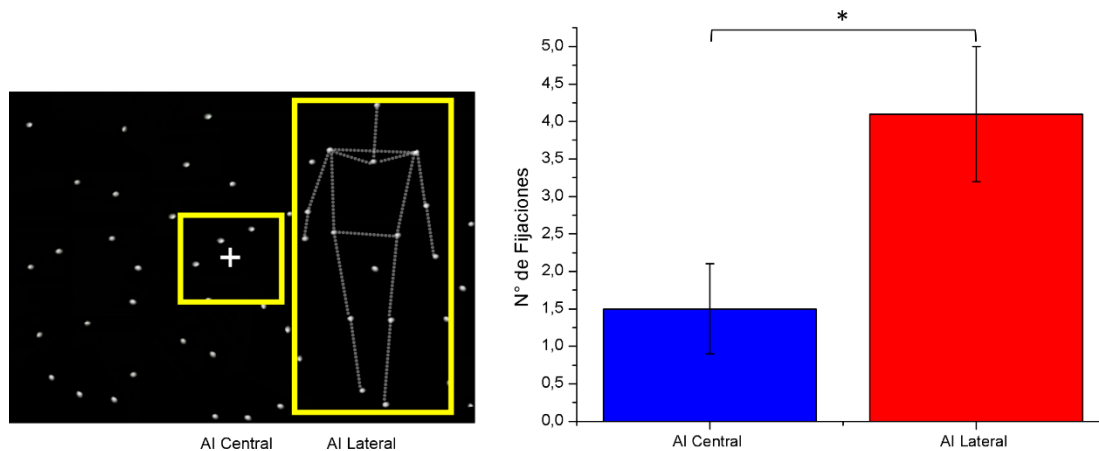 AI Central
AI Lateral
*
N° de Fijaciones
5,0
4,5
4,0
3,5
3,0
2,5
2,0
1,5
1,0
0,5
0,0
AI Central
AI Lateral